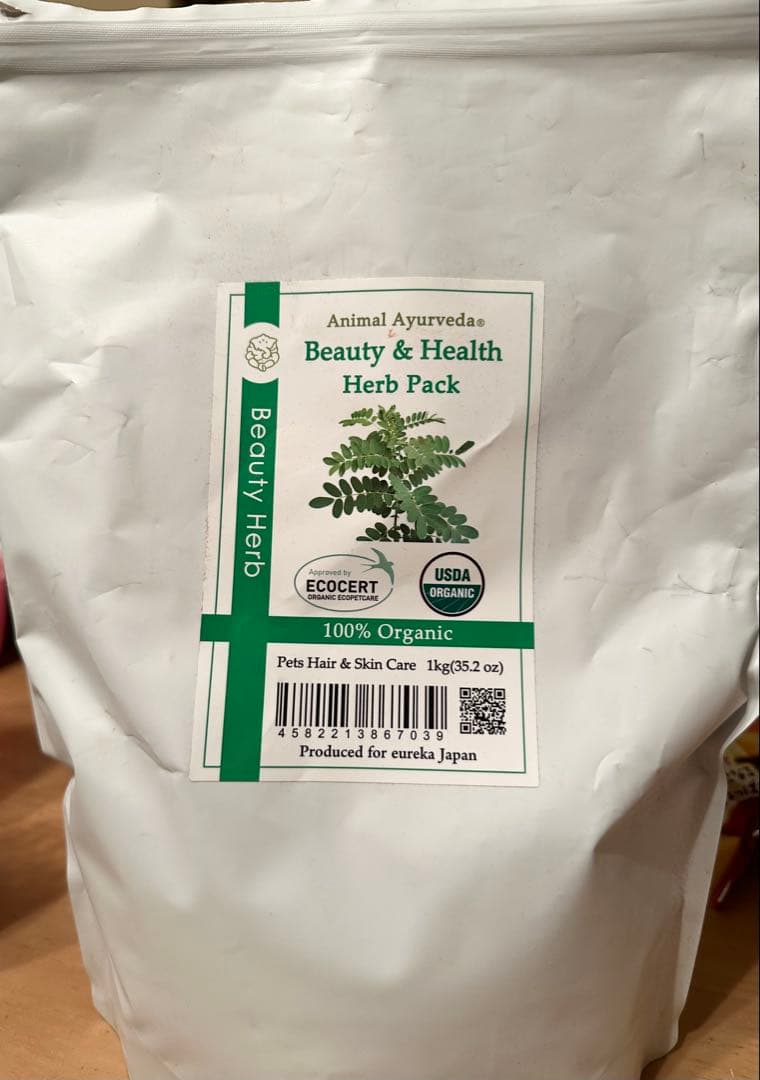 Animal Ayurveda®
Beauty & Health
Herb Pack
Beauty Herb
Approved by
ECOCERT
ORGANIC ECOPETCARE
USDA
ORGANIC
100% Organic
Pets Hair & Skin Care 1kg(35.2 oz)
4582213867039
Produced for eureka Japan